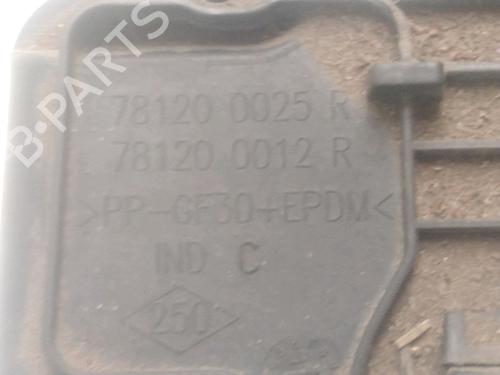 B-PARTS
78120 0025 R
78120 0012 R
>PP-GF30+EPDM<
IND C
250